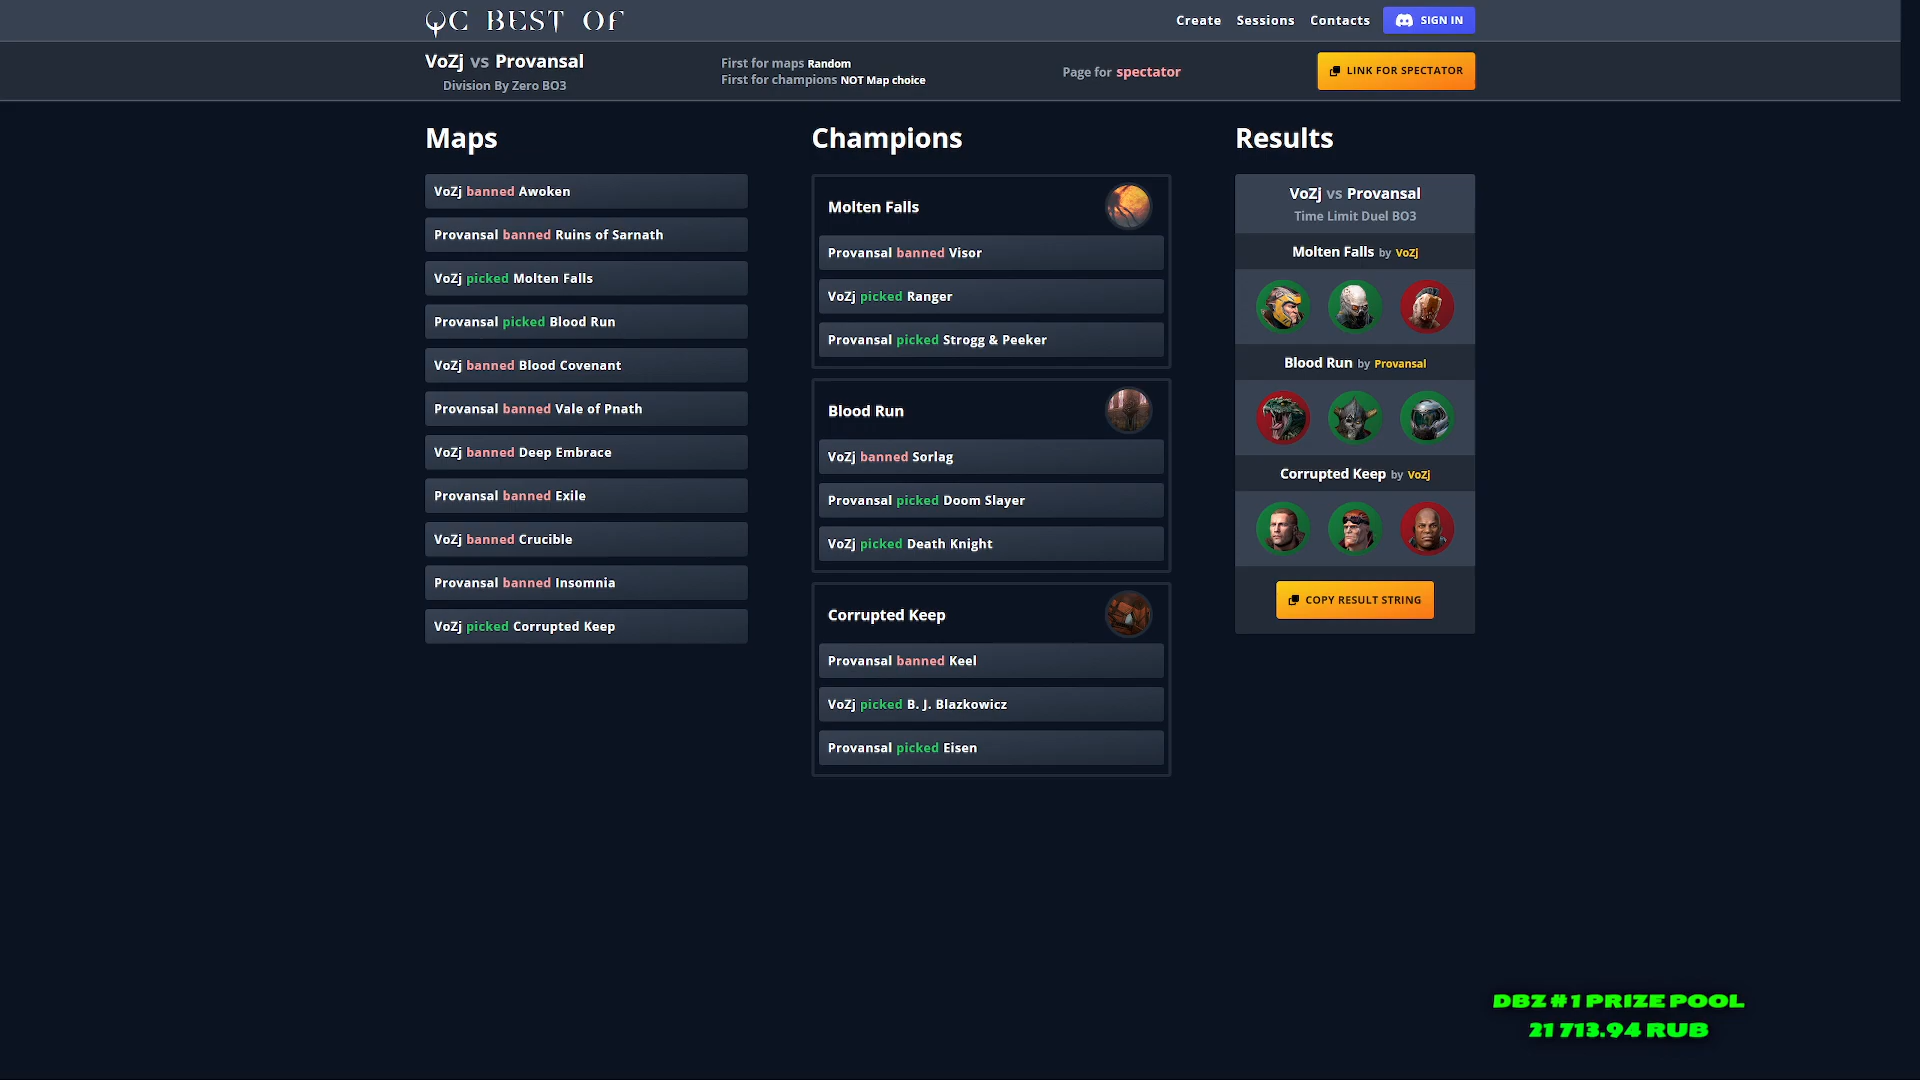 QC BEST OF
Create Sessions Contacts SIGN IN
VoZj vs Provansal
Division By Zero BO3
First for maps Random
First for champions NOT Map choice
Page for spectator
LINK FOR SPECTATOR
Maps
VoZj banned Awoken
Provansal banned Ruins of Sarnath
VoZj picked Molten Falls
Provansal picked Blood Run
VoZj banned Blood Covenant
Provansal banned Vale of Pnath
VoZj banned Deep Embrace
Provansal banned Exile
VoZj banned Crucible
Provansal banned Insomnia
VoZj picked Corrupted Keep
Champions
Molten Falls
Provansal banned Visor
VoZj picked Ranger
Provansal picked Strogg & Peeker
Blood Run
VoZj banned Sorlag
Provansal picked Doom Slayer
VoZj picked Death Knight
Corrupted Keep
Provansal banned Keel
VoZj picked B. J. Blazkowicz
Provansal picked Eisen
Results
VoZj vs Provansal
Time Limit Duel BO3
Molten Falls by VoZj
Blood Run by Provansal
Corrupted Keep by VoZj
COPY RESULT STRING
DBZ #1 PRIZE POOL
21 713.94 RUB